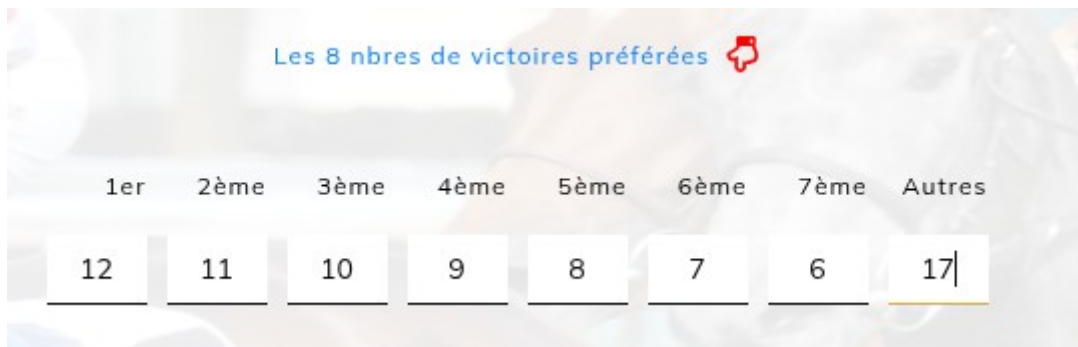 Les 8 nbres de victoires préférées
1er 2ème 3ème 4ème 5ème 6ème 7ème Autres
12 11 10 9 8 7 6 17